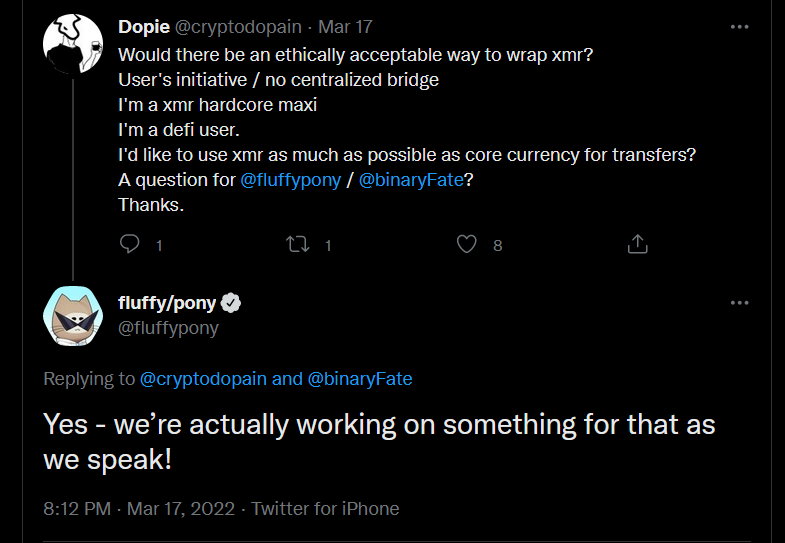 Dopie @cryptodopain · Mar 17
Would there be an ethically acceptable way to wrap xmr?
User's initiative / no centralized bridge
I'm a xmr hardcore maxi
I'm a defi user.
I'd like to use xmr as much as possible as core currency for transfers?
A question for @fluffypony / @binaryFate?
Thanks.
1 1 8
fluffy/pony
@fluffypony
Replying to @cryptodopain and @binaryFate
Yes - we’re actually working on something for that as
we speak!
8:12 PM · Mar 17, 2022 · Twitter for iPhone